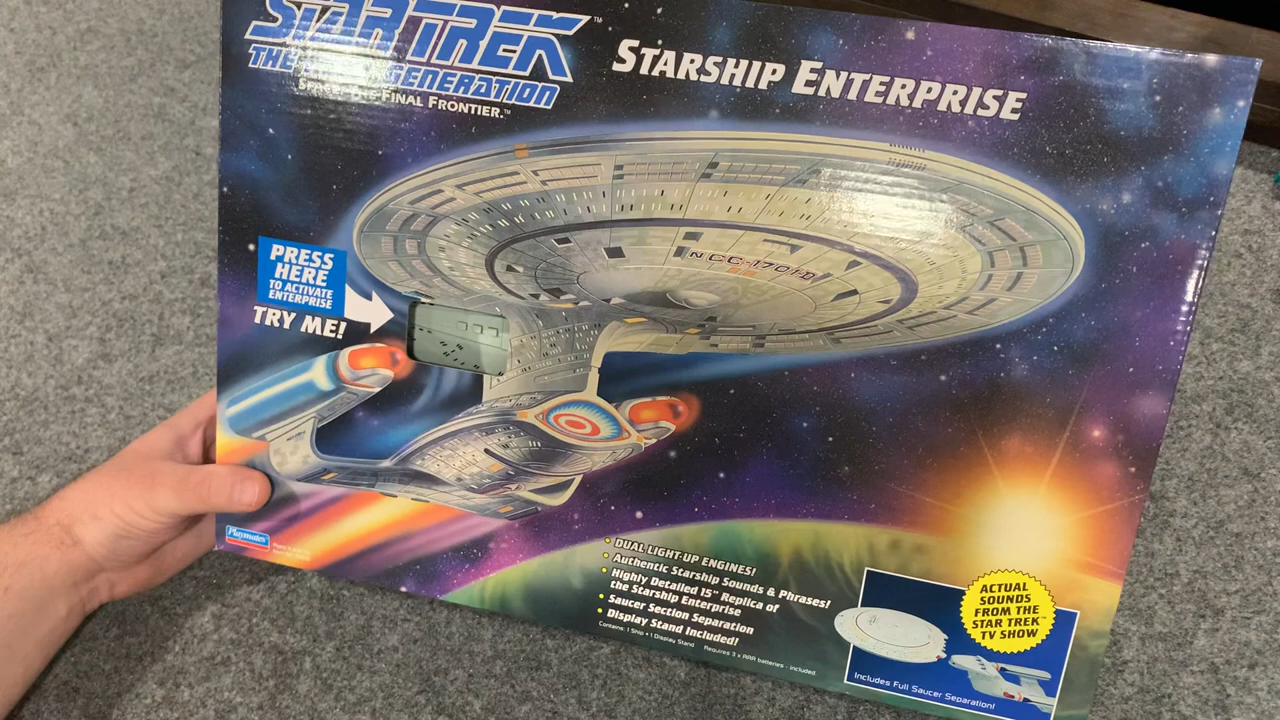 STAR TREK™
THE NEXT GENERATION
SPACE... THE FINAL FRONTIER.™
STARSHIP ENTERPRISE
NCC-1701-D
PRESS
HERE
TO ACTIVATE
ENTERPRISE
TRY ME!
Playmates
• DUAL LIGHT-UP ENGINES!
• Authentic Starship Sounds & Phrases!
• Highly Detailed 15" Replica of
the Starship Enterprise
• Saucer Section Separation
• Display Stand Included!
Contains: 1 Ship • 1 Display Stand Requires 3 x AAA batteries - included.
ACTUAL
SOUNDS
FROM THE
STAR TREK™
TV SHOW
Includes Full Saucer Separation!